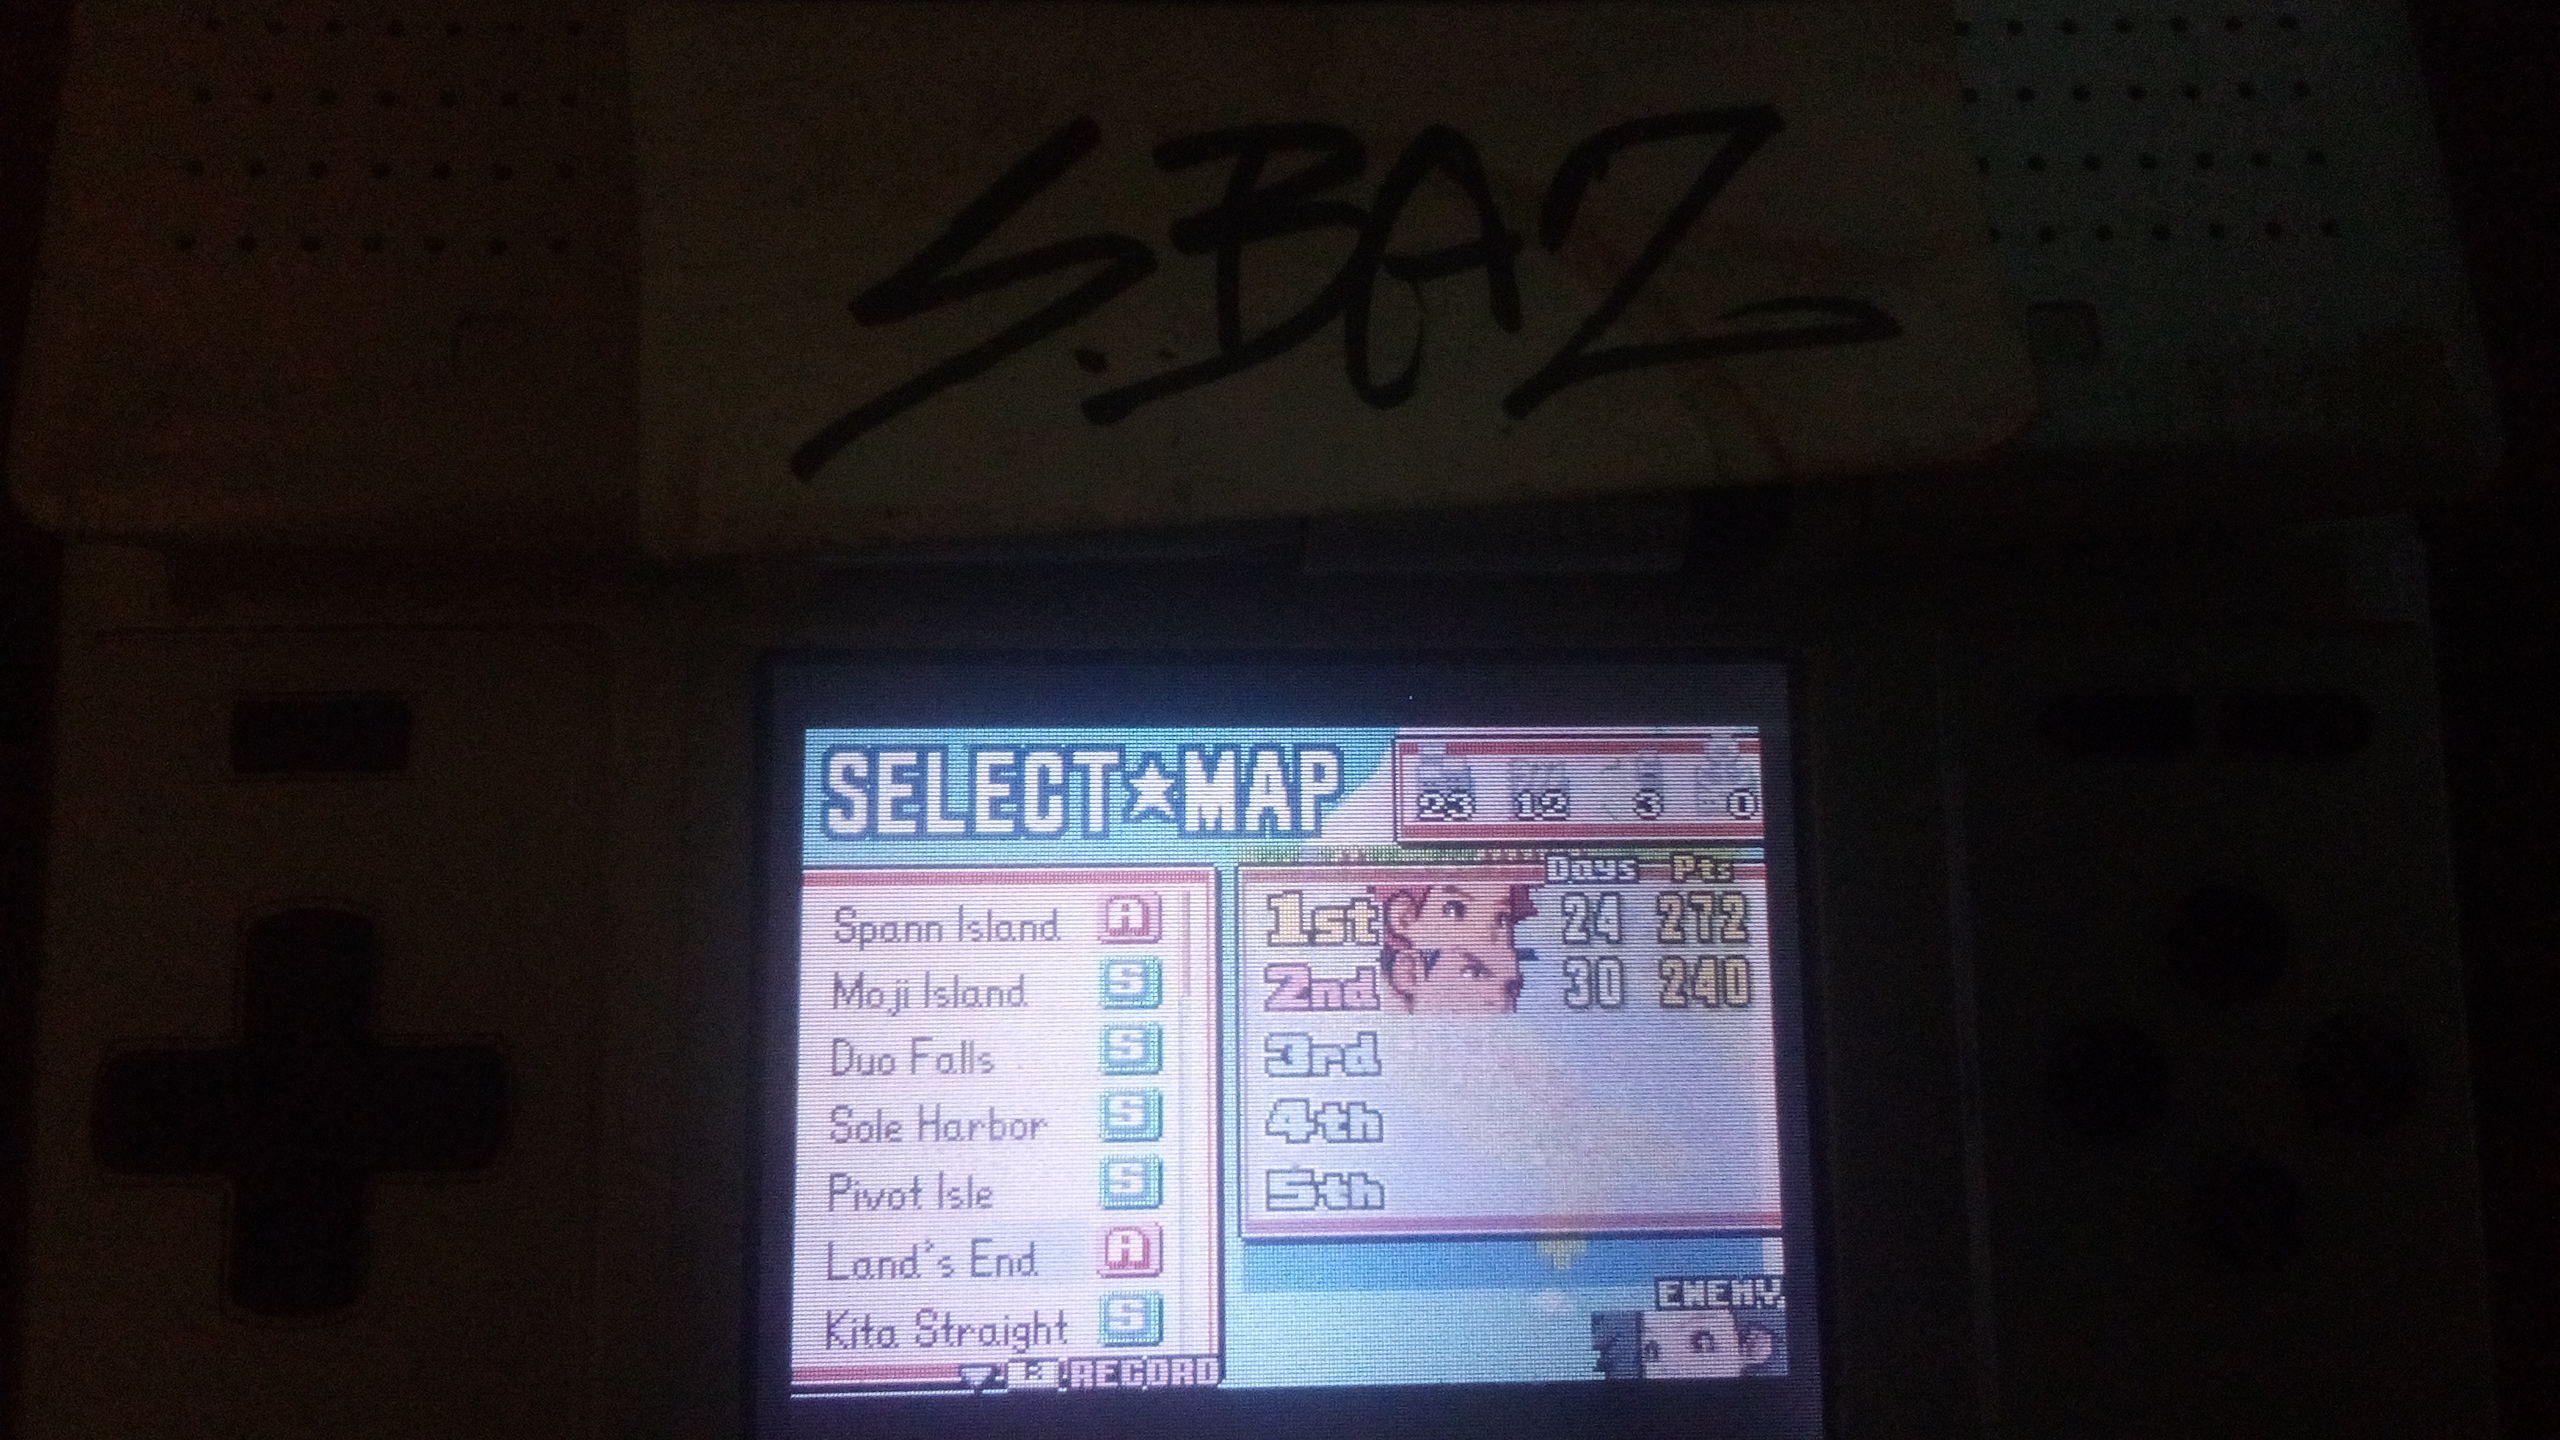 S.BAZ
SELECT★MAP
23 12 3 0
Days Pts
1st 24 272
2nd 30 240
3rd
4th
5th
Spann Island A
Moji Island S
Duo Falls S
Sole Harbor S
Pivot Isle S
Land's End A
Kita Straight S
ENEMY
B:RECORD